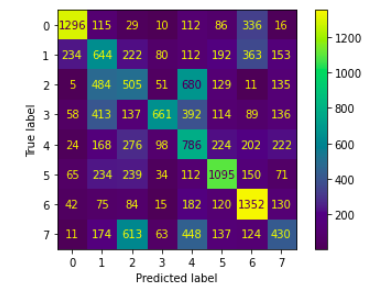 0 1296 115 29 10 112 86 336 16
1 234 644 222 80 112 192 363 153
2 5 484 505 51 680 129 11 135
3 58 413 137 661 392 114 89 136
4 24 168 276 98 786 224 202 222
5 65 234 239 34 112 1095 150 71
6 42 75 84 15 182 120 1352 130
7 11 174 613 63 448 137 124 430
0 1 2 3 4 5 6 7
Predicted label
True label
1200
1000
800
600
400
200